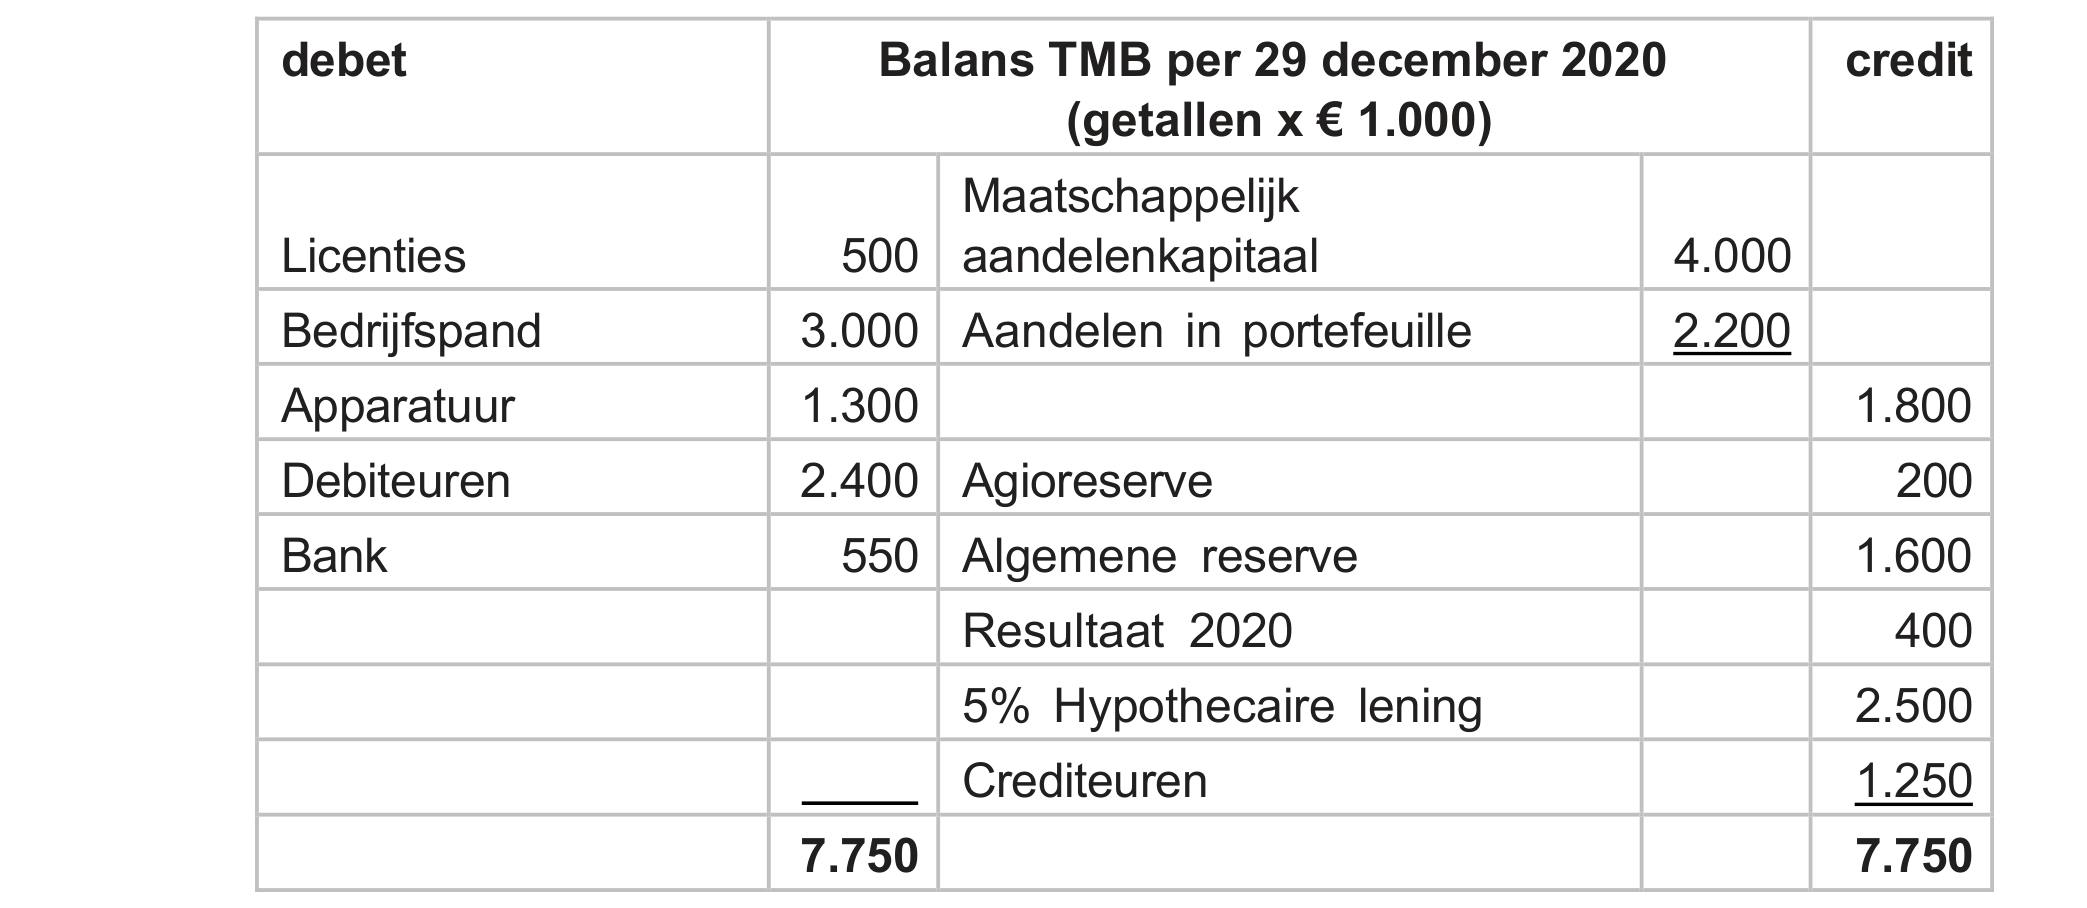 debet Balans TMB per 29 december 2020 credit
(getallen x € 1.000)
Maatschappelijk
Licenties 500 aandelenkapitaal 4.000
Bedrijfspand 3.000 Aandelen in portefeuille 2.200
Apparatuur 1.300 1.800
Debiteuren 2.400 Agioreserve 200
Bank 550 Algemene reserve 1.600
Resultaat 2020 400
5% Hypothecaire lening 2.500
Crediteuren 1.250
7.750 7.750